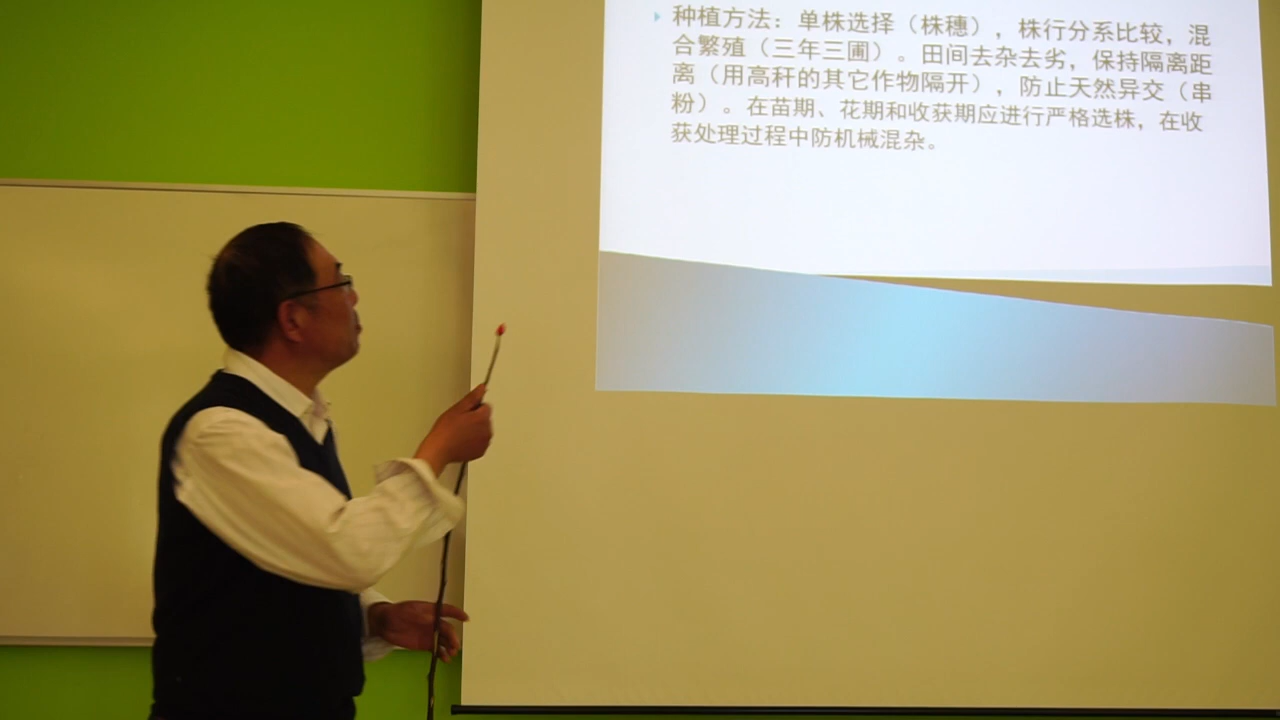 种植方法：单株选择（株穗），株行分系比较，混
合繁殖（三年三圃）。田间去杂去劣，保持隔离距
离（用高秆的其它作物隔开），防止天然异交（串
粉）。在苗期、花期和收获期应进行严格选株，在收
获处理过程中防机械混杂。